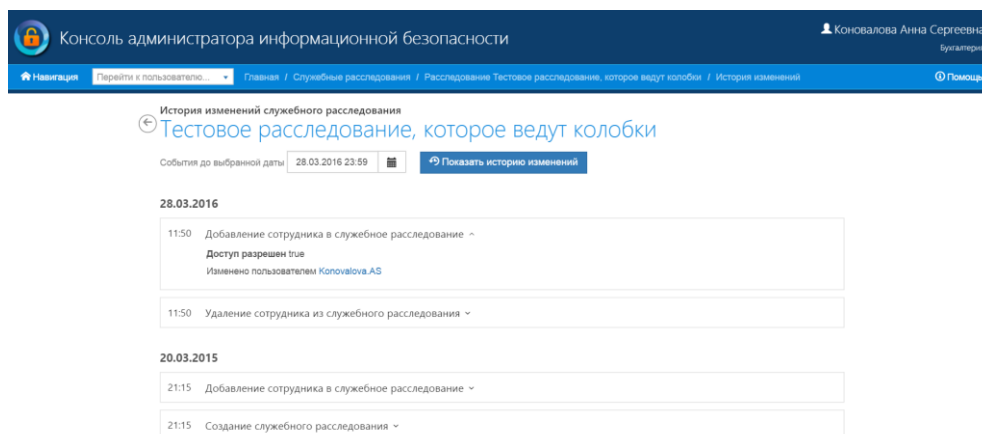 Консоль администратора информационной безопасности
Коновалова Анна Сергеевна
Бухгалтерия
Навигация
Перейти к пользователю...
Главная / Служебные расследования / Расследование Тестовое расследование, которое ведут колобки / История изменений
Помощь
История изменений служебного расследования
Тестовое расследование, которое ведут колобки
События до выбранной даты 28.03.2016 23:59 Показать историю изменений
28.03.2016
11:50 Добавление сотрудника в служебное расследование
Доступ разрешен true
Изменено пользователем Konovalova.AS
11:50 Удаление сотрудника из служебного расследования
20.03.2015
21:15 Добавление сотрудника в служебное расследование
21:15 Создание служебного расследования